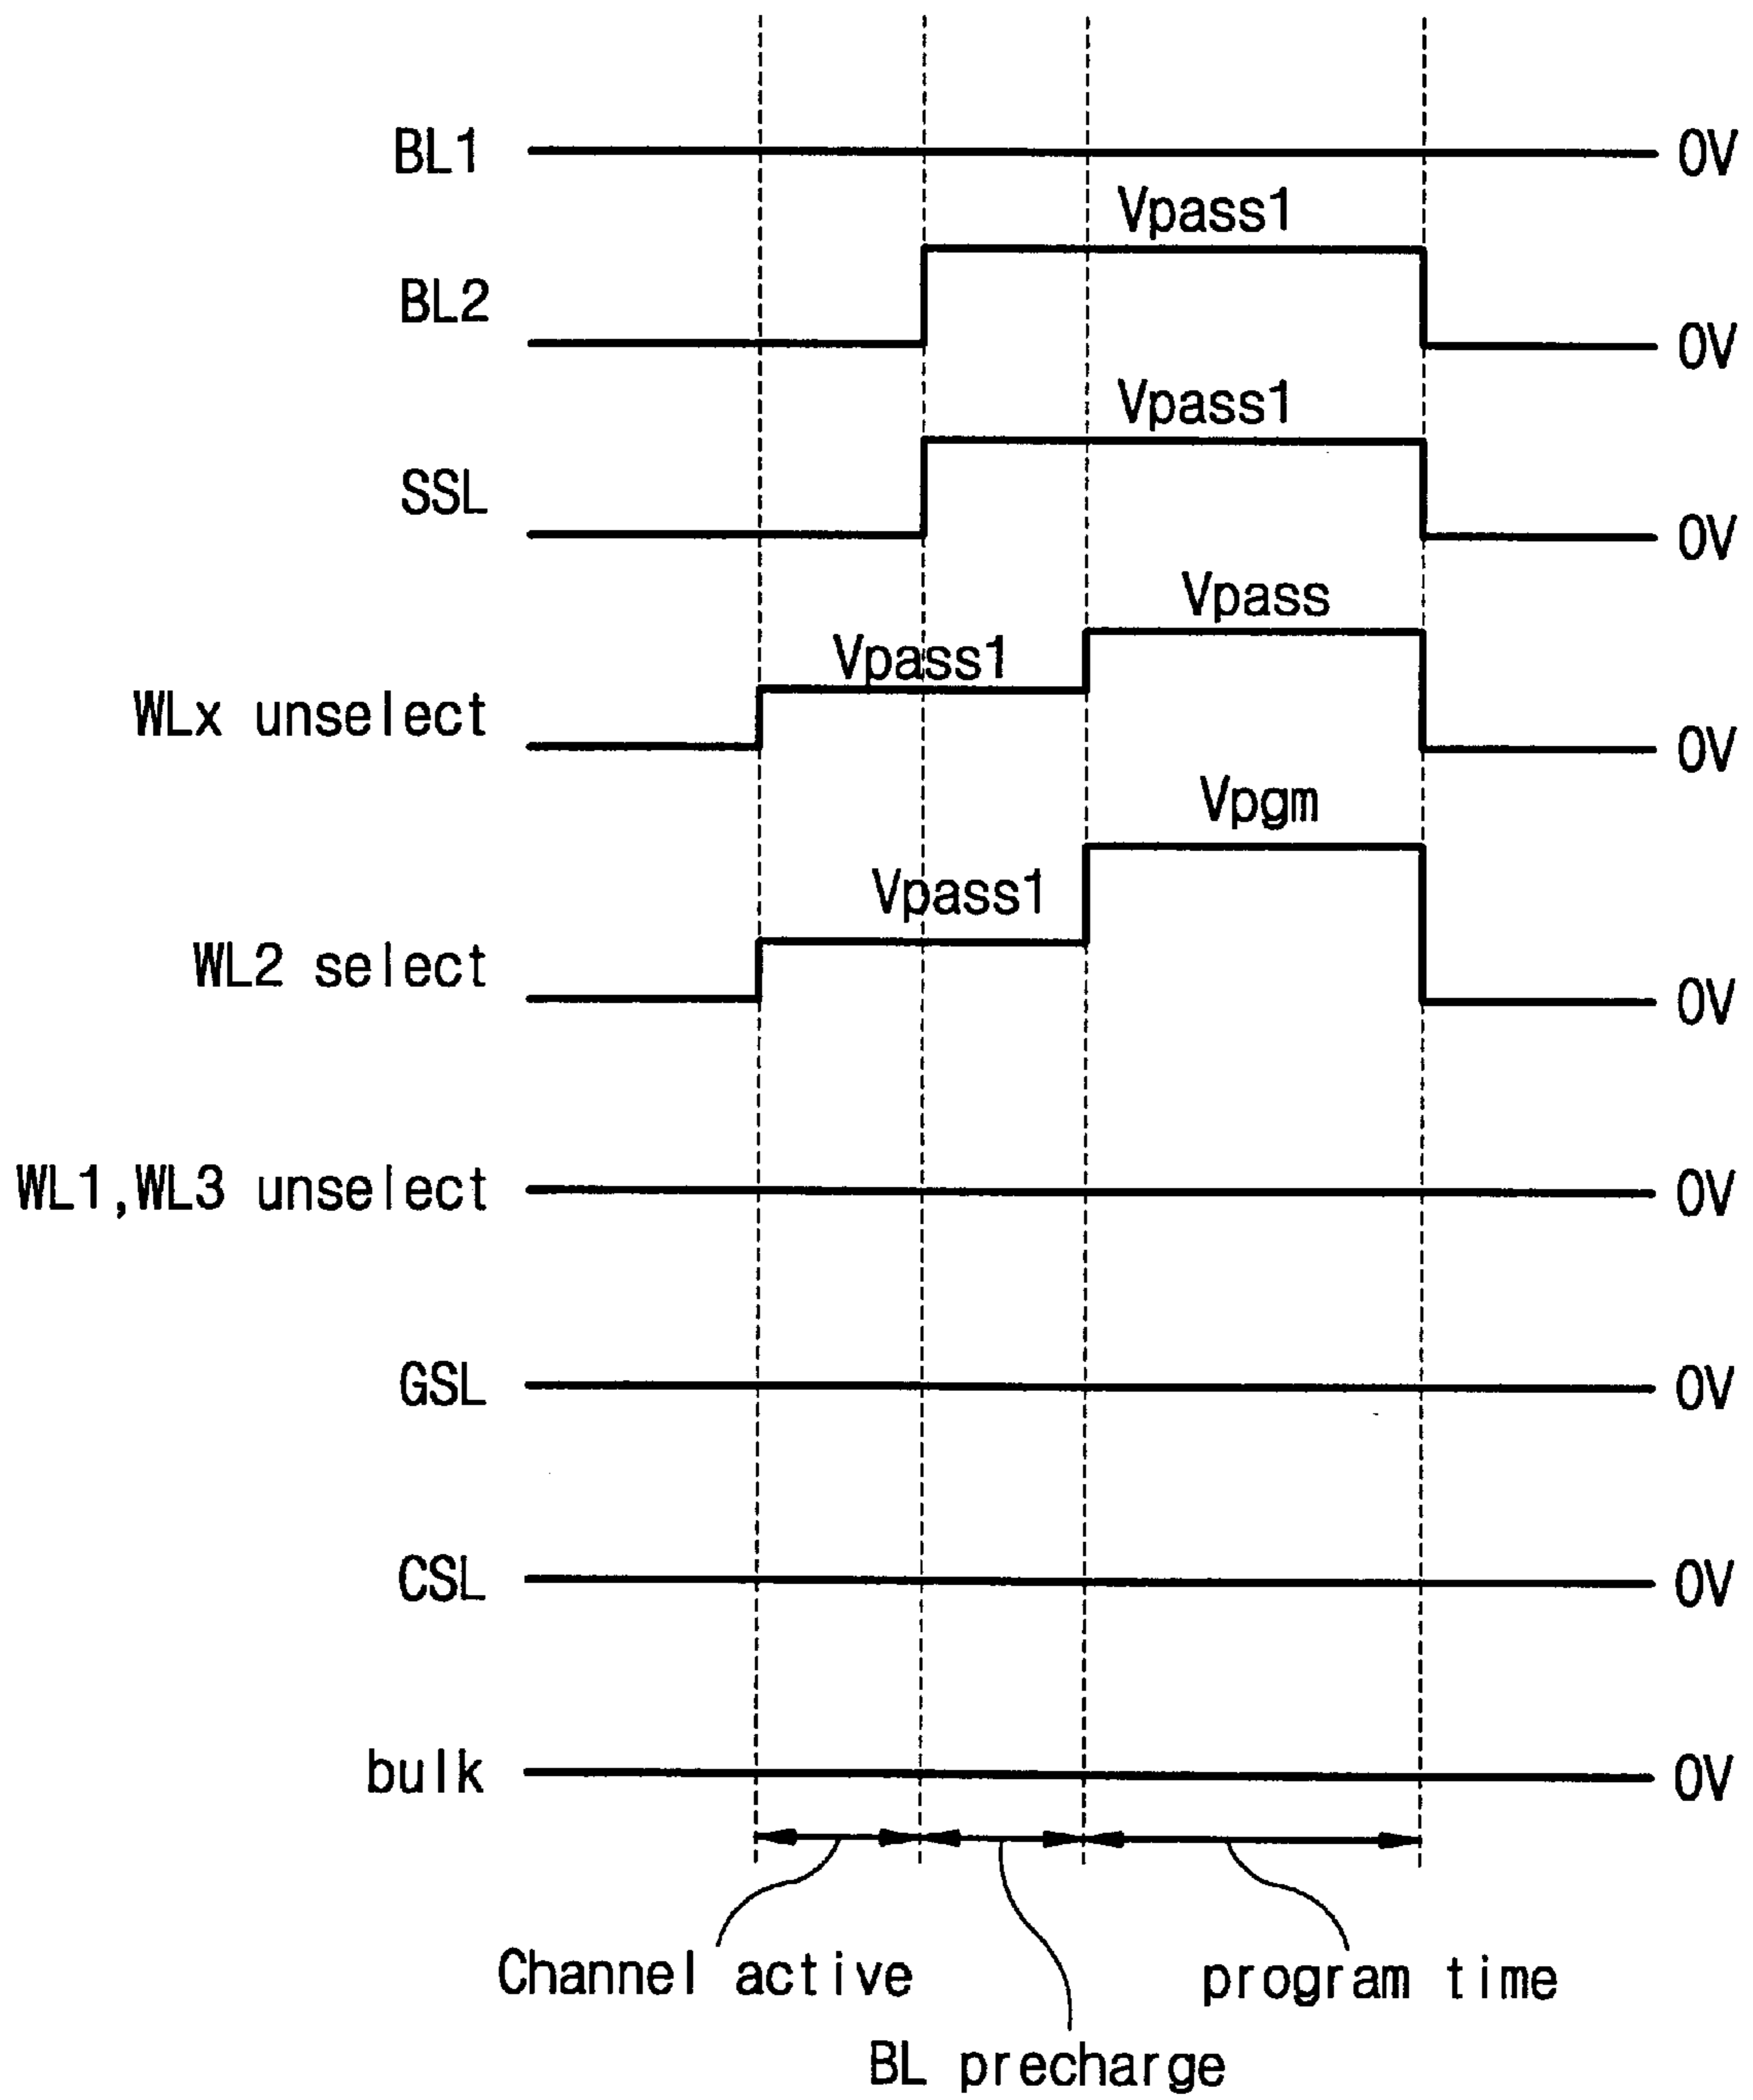 BL1 0V
Vpass1
BL2 0V
Vpass1
SSL 0V
Vpass
Vpass1
WLx unselect 0V
Vpgm
Vpass1
WL2 select 0V
WL1,WL3 unselect 0V
GSL 0V
CSL 0V
bulk 0V
Channel active program time
BL precharge